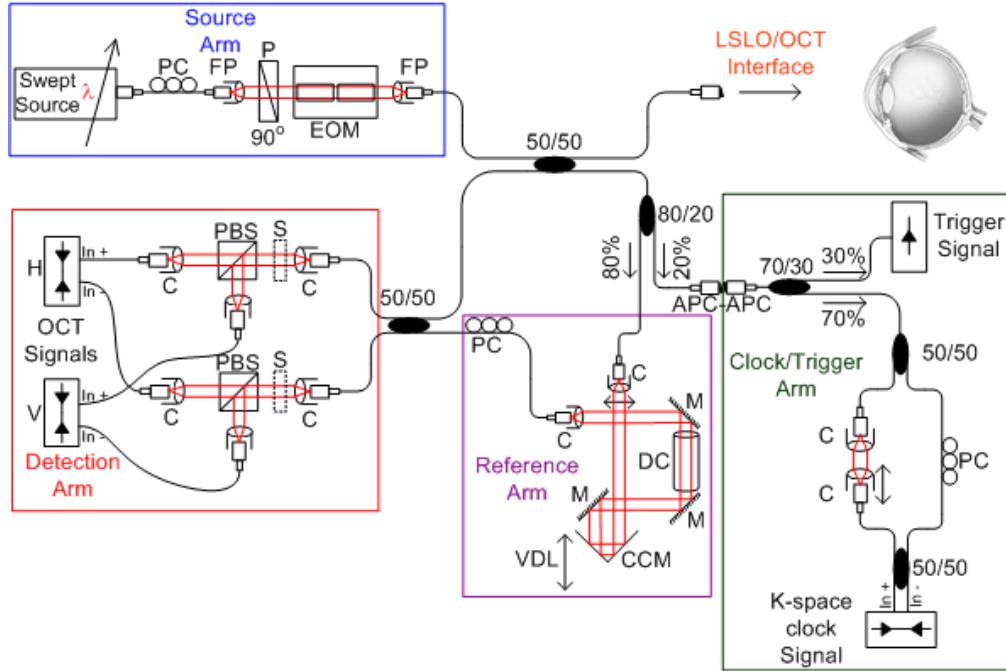 Source
Arm
PC
FP
P
FP
Swept
Source
λ
90°
EOM
LSLO/OCT
Interface
50/50
80/20
80%
20%
APC-APC
70/30
30%
70%
Trigger
Signal
Clock/Trigger
Arm
50/50
C
C
PC
50/50
In +
In -
K-space
clock
Signal
PBS
S
In +
H
In -
C
C
OCT
Signals
50/50
PBS
S
In +
V
In -
C
C
Detection
Arm
PC
C
M
C
DC
Reference
Arm
M
M
VDL
CCM